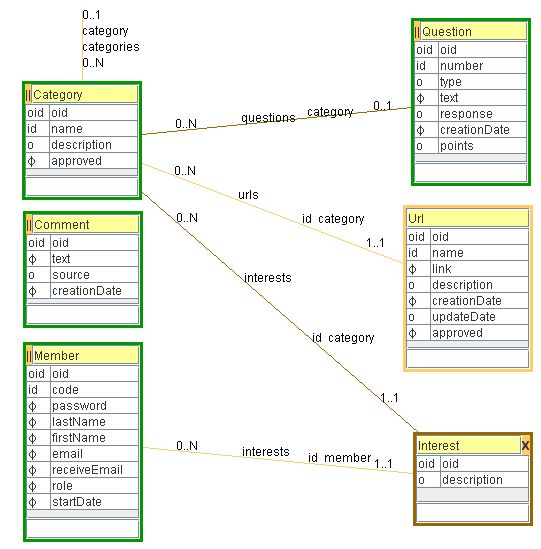 0..1
category
categories
0..N
Category
oid oid
id name
o description
ϕ approved
0..N questions category 0..1
Question
oid oid
id number
o type
ϕ text
o response
ϕ creationDate
o points
0..N
urls
id category
1..1
Url
oid oid
id name
ϕ link
o description
ϕ creationDate
o updateDate
ϕ approved
0..N
interests
id category
1..1
Comment
oid oid
ϕ text
o source
ϕ creationDate
Member
oid oid
id code
ϕ password
ϕ lastName
ϕ firstName
ϕ email
ϕ receiveEmail
ϕ role
ϕ startDate
0..N interests id member 1..1
Interest X
oid oid
o description